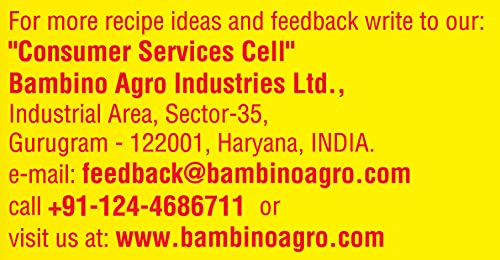 For more recipe ideas and feedback write to our:
"Consumer Services Cell"
Bambino Agro Industries Ltd.,
Industrial Area, Sector-35,
Gurugram - 122001, Haryana, INDIA.
e-mail: feedback@bambinoagro.com
call +91-124-4686711 or
visit us at: www.bambinoagro.com